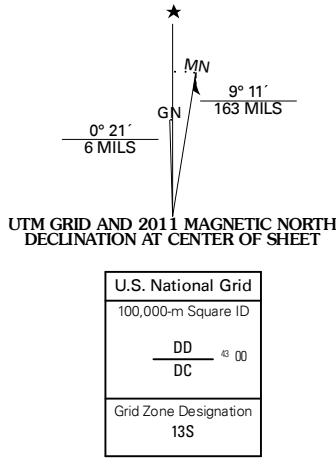 ★
MN
9° 11´
163 MILS
GN
0° 21´
6 MILS
UTM GRID AND 2011 MAGNETIC NORTH
DECLINATION AT CENTER OF SHEET
U.S. National Grid
100,000-m Square ID
DD
43 00
DC
Grid Zone Designation
13S